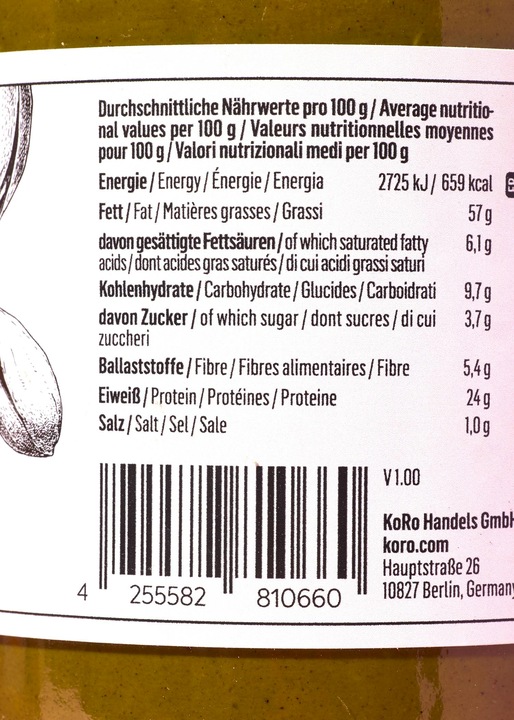 Durchschnittliche Nährwerte pro 100 g / Average nutritio-
nal values per 100 g / Valeurs nutritionnelles moyennes
pour 100 g / Valori nutrizionali medi per 100 g
Energie / Energy / Énergie / Energia 2725 kJ / 659 kcal
Fett / Fat / Matières grasses / Grassi 57 g
davon gesättigte Fettsäuren / of which saturated fatty 6,1 g
acids / dont acides gras saturés / di cui acidi grassi saturi
Kohlenhydrate / Carbohydrate / Glucides / Carboidrati 9,7 g
davon Zucker / of which sugar / dont sucres / di cui 3,7 g
zuccheri
Ballaststoffe / Fibre / Fibres alimentaires / Fibre 5,4 g
Eiweiß / Protein / Protéines / Proteine 24 g
Salz / Salt / Sel / Sale 1,0 g
V 1.00
KoRo Handels GmbH
koro.com
Hauptstraße 26
10827 Berlin, Germany
4 255582 810660